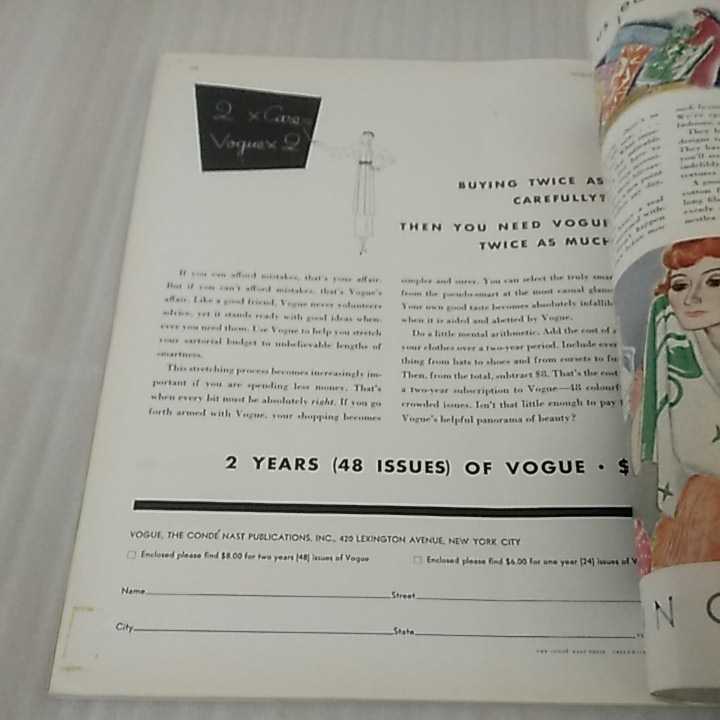 2 x Care =
Vogue x 2
BUYING TWICE AS
CAREFULLY?
THEN YOU NEED VOGUE
TWICE AS MUCH
If you can afford mistakes, that's your affair.
But if you can't afford mistakes, that's Vogue's
affair. Like a good friend, Vogue never volunteers
advice, yet it stands ready with good ideas when-
ever you need them. Use Vogue to help you stretch
your sartorial budget to unbelievable lengths of
smartness.
This stretching process becomes increasingly im-
portant if you are spending less money. That's
when every bit must be absolutely right. If you go
forth armed with Vogue, your shopping becomes
simpler and surer. You can select the truly smar
from the pseudo-smart at the most casual glance
Your own good taste becomes absolutely infallib
when it is aided and abetted by Vogue.
Do a little mental arithmetic. Add the cost of
your clothes over a two-year period. Include ever
thing from hats to shoes and from corsets to fu
Then, from the total, subtract $8. That's the cost
a two-year subscription to Vogue—48 colourf
crowded issues. Isn't that little enough to pay
Vogue's helpful panorama of beauty?
2 YEARS (48 ISSUES) OF VOGUE · $
VOGUE, THE CONDÉ NAST PUBLICATIONS, INC., 420 LEXINGTON AVENUE, NEW YORK CITY
Enclosed please find $8.00 for two years (48) issues of Vogue
Enclosed please find $6.00 for one year (24) issues of V
Name
Street
City
State
N